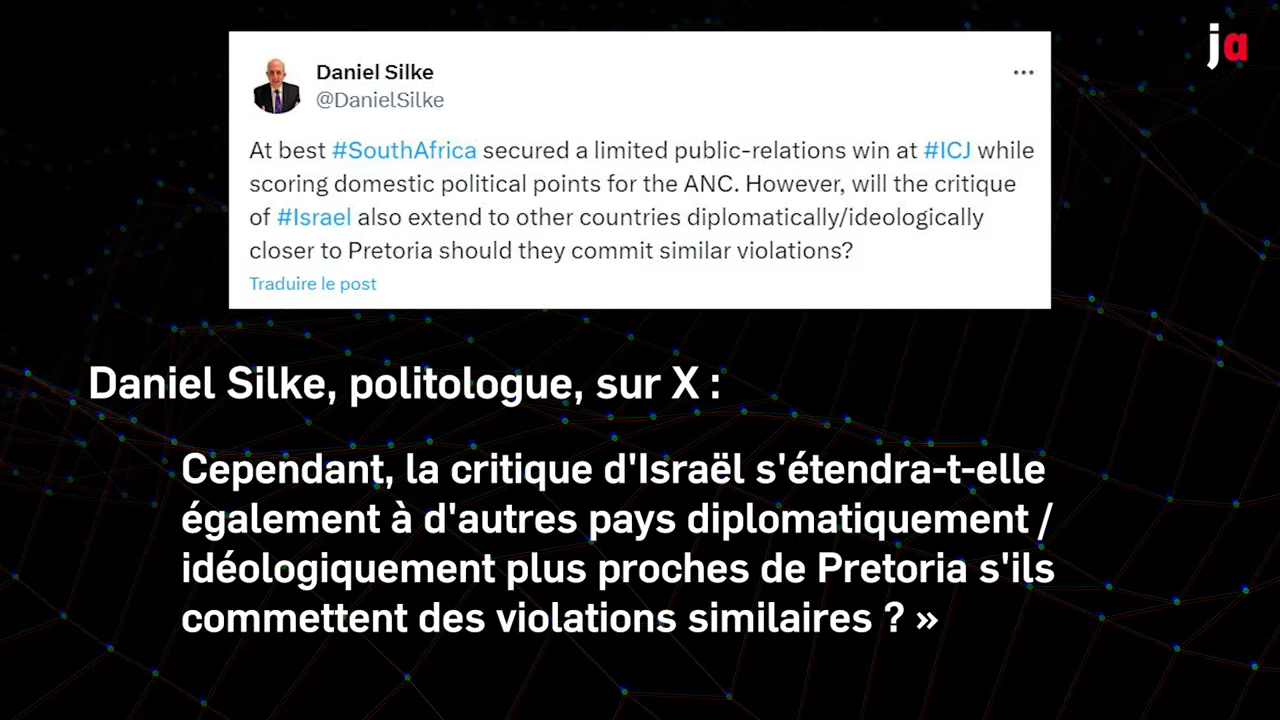 ja
Daniel Silke
@DanielSilke
At best #SouthAfrica secured a limited public-relations win at #ICJ while
scoring domestic political points for the ANC. However, will the critique
of #Israel also extend to other countries diplomatically/ideologically
closer to Pretoria should they commit similar violations?
Traduire le post
Daniel Silke, politologue, sur X :
Cependant, la critique d'Israël s'étendra-t-elle
également à d'autres pays diplomatiquement /
idéologiquement plus proches de Pretoria s'ils
commettent des violations similaires ? »